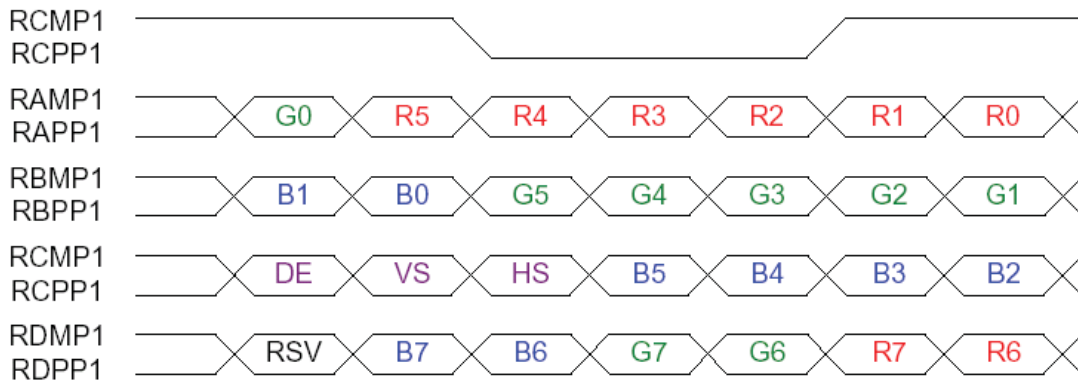 RCMP1
RCPP1
RAMP1
RAPP1
G0 R5 R4 R3 R2 R1 R0
RBMP1
RBPP1
B1 B0 G5 G4 G3 G2 G1
RCMP1
RCPP1
DE VS HS B5 B4 B3 B2
RDMP1
RDPP1
RSV B7 B6 G7 G6 R7 R6